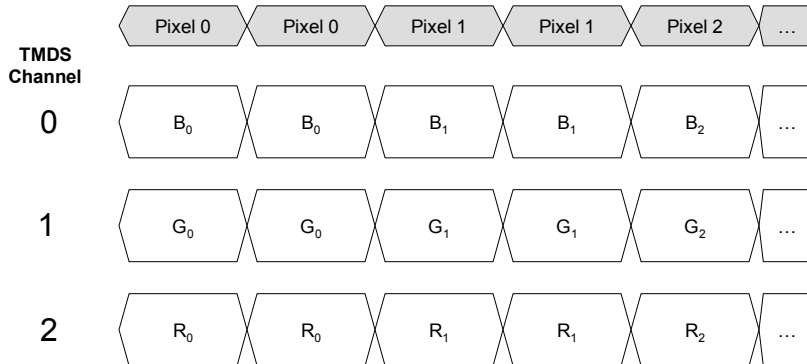 Pixel 0 Pixel 0 Pixel 1 Pixel 1 Pixel 2 ...
TMDS
Channel
0 B₀ B₀ B₁ B₁ B₂ ...
1 G₀ G₀ G₁ G₁ G₂ ...
2 R₀ R₀ R₁ R₁ R₂ ...